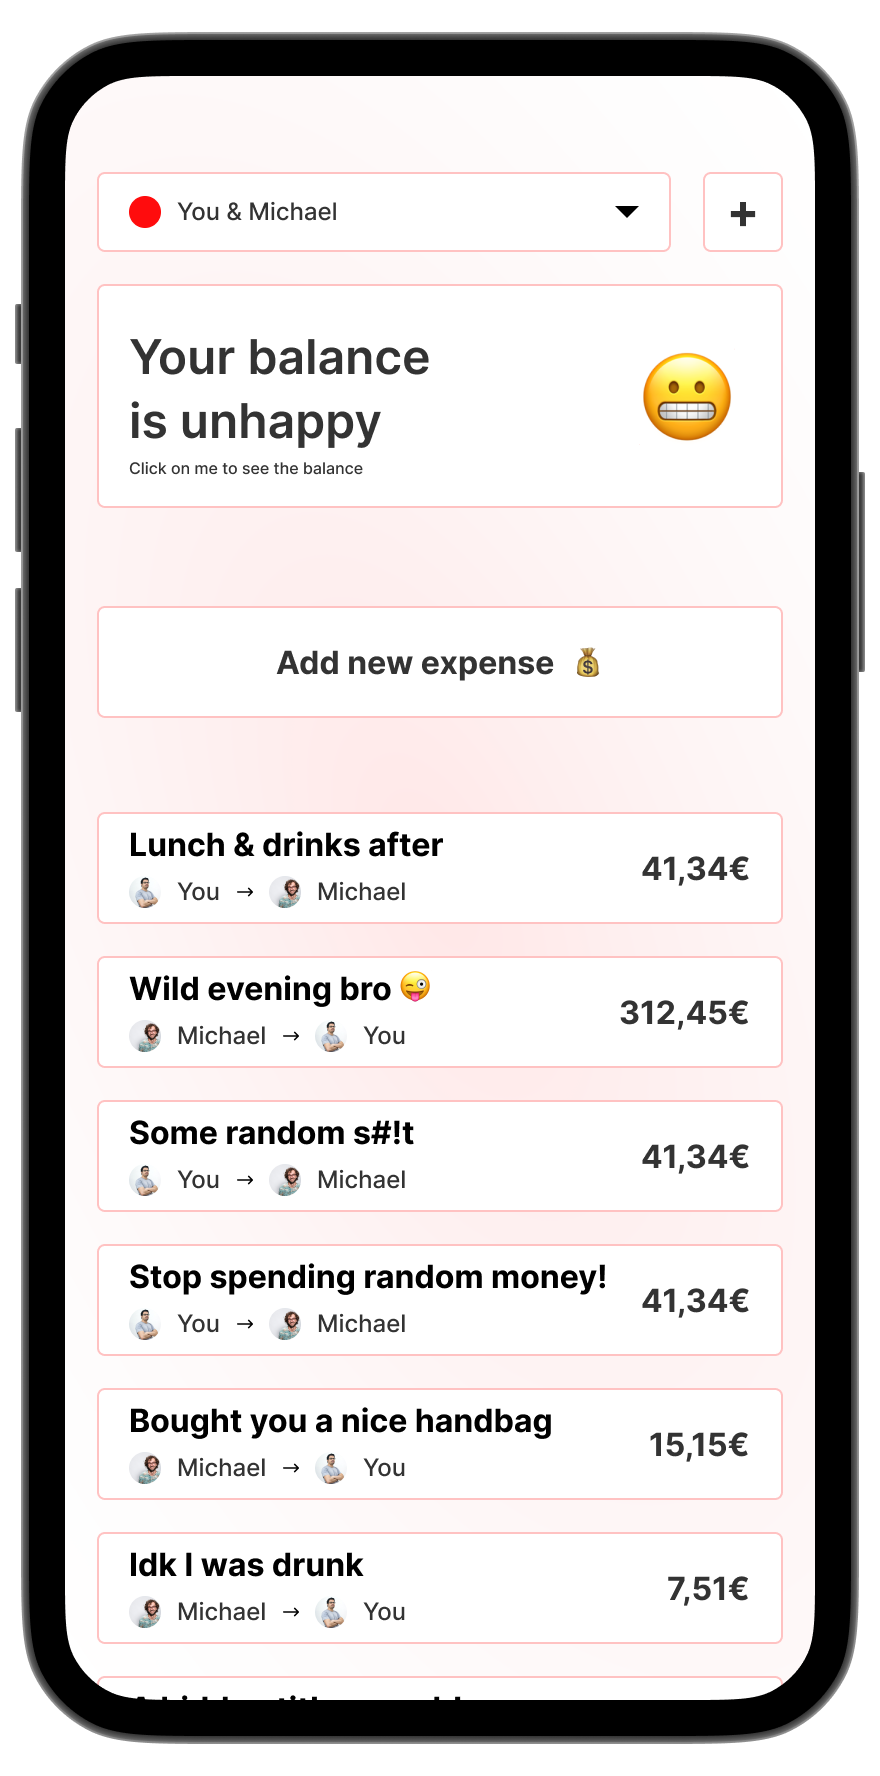 You & Michael
+
Your balance
is unhappy
Click on me to see the balance
Add new expense
Lunch & drinks after
You → Michael
41,34€
Wild evening bro 😜
Michael → You
312,45€
Some random s#!t
You → Michael
41,34€
Stop spending random money!
You → Michael
41,34€
Bought you a nice handbag
Michael → You
15,15€
Idk I was drunk
Michael → You
7,51€